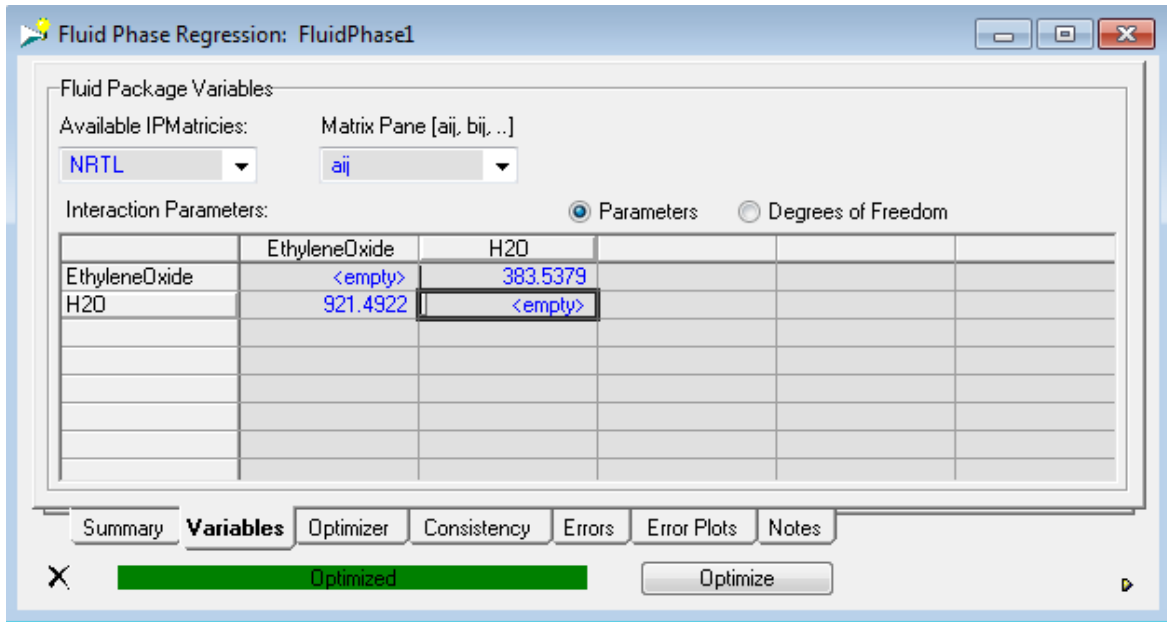 Fluid Phase Regression: FluidPhase1
Fluid Package Variables
Available IPMatricies: Matrix Pane [aij, bij, ..]
NRTL aij
Interaction Parameters: Parameters Degrees of Freedom
EthyleneOxide H2O
EthyleneOxide <empty> 383.5379
H2O 921.4922 <empty>
Summary Variables Optimizer Consistency Errors Error Plots Notes
Optimized Optimize